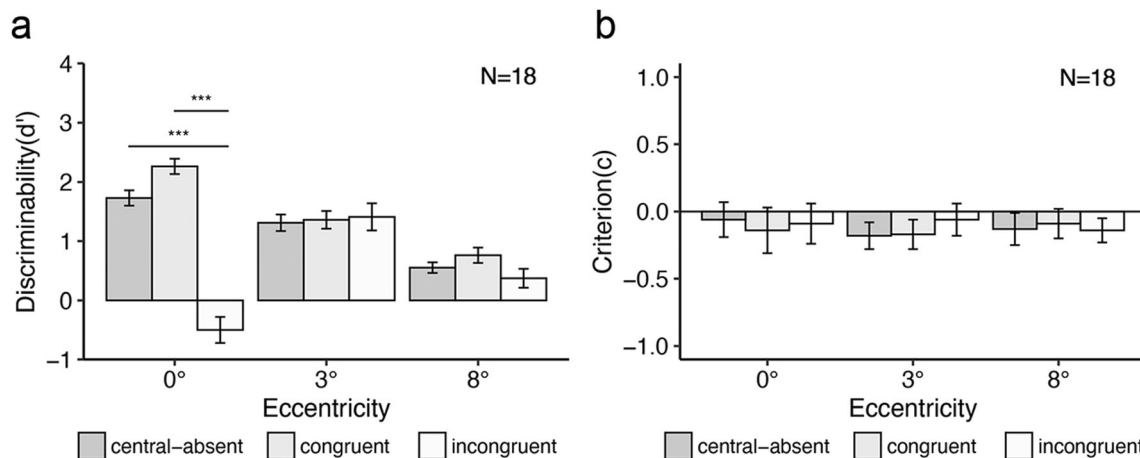 a
b
4
3
2
1
0
−1
Discriminability(d')
***
***
N=18
0°
3°
8°
Eccentricity
central-absent
congruent
incongruent
1.0
0.5
0.0
−0.5
−1.0
Criterion(c)
N=18
0°
3°
8°
Eccentricity
central-absent
congruent
incongruent